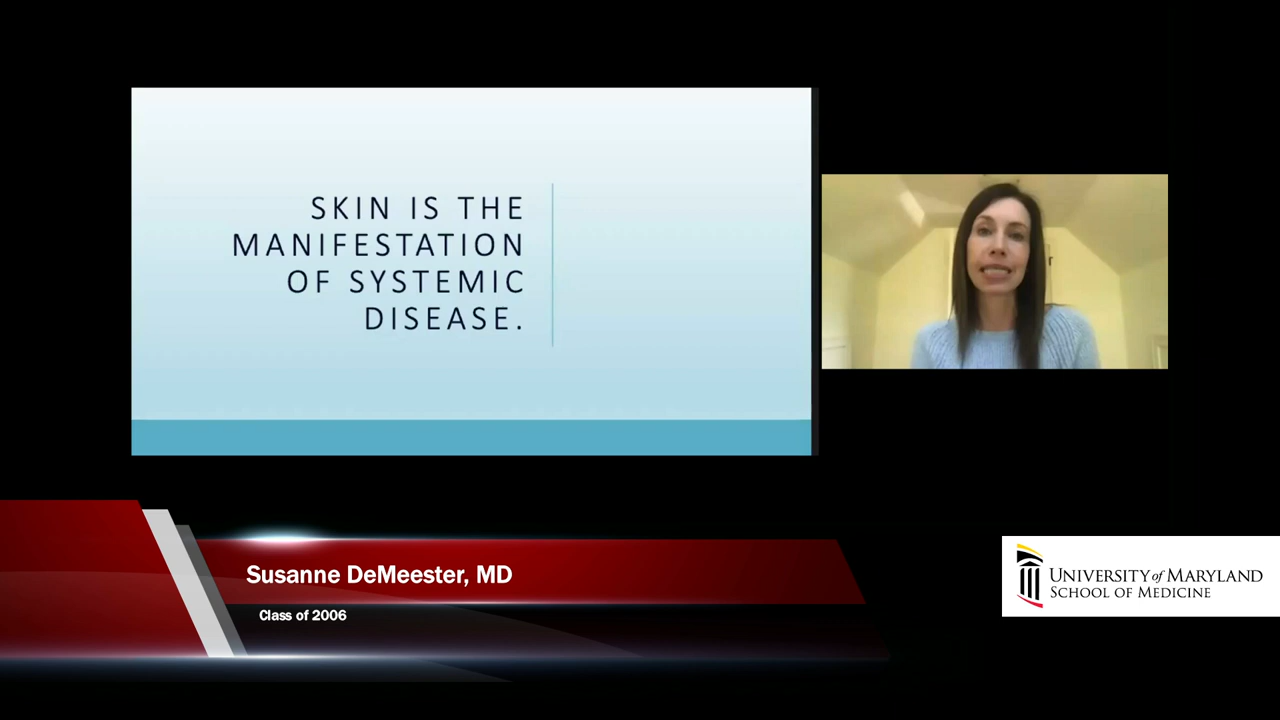 SKIN IS THE
MANIFESTATION
OF SYSTEMIC
DISEASE.
Susanne DeMeester, MD
Class of 2006
UNIVERSITY of MARYLAND
SCHOOL OF MEDICINE